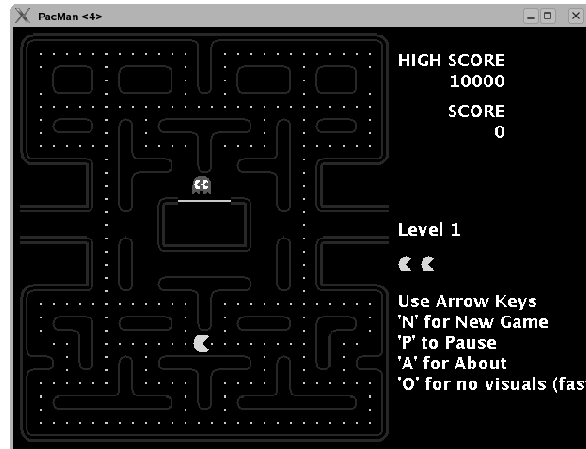 PacMan <4>
HIGH SCORE
10000
SCORE
0
Level 1
Use Arrow Keys
'N' for New Game
'P' to Pause
'A' for About
'O' for no visuals (fas